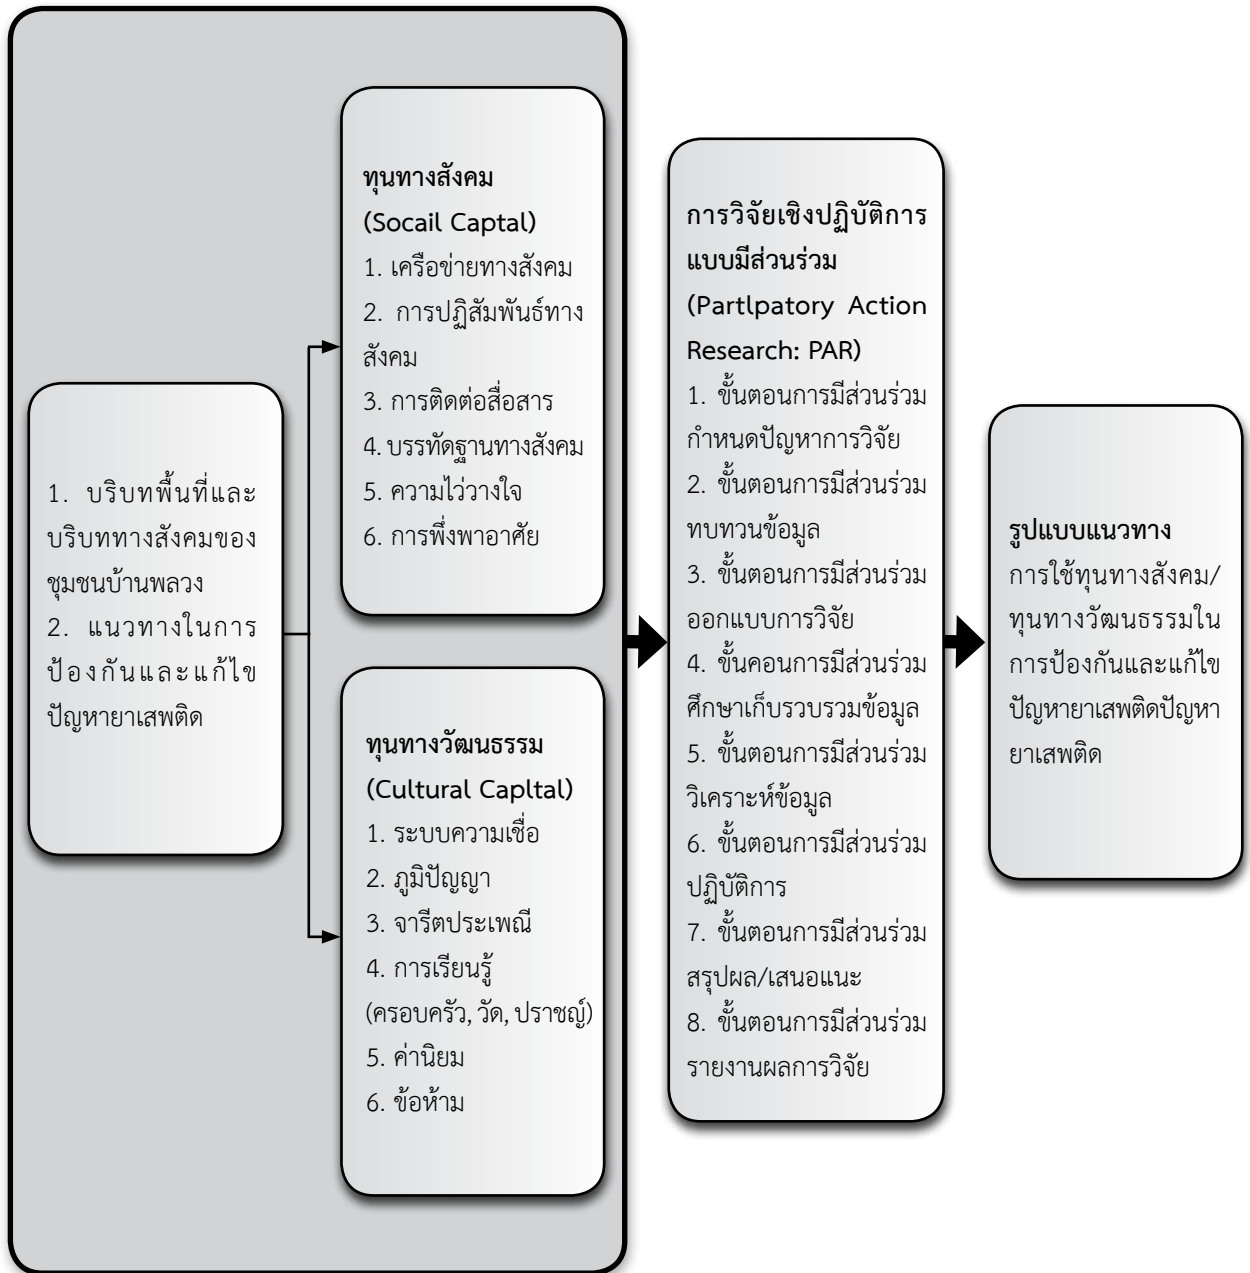 1. บริบทพื้นที่และ
บริบททางสังคมของ
ชุมชนบ้านพลวง
2. แนวทางในการ
ป้องกันและแก้ไข
ปัญหายาเสพติด
ทุนทางสังคม
(Socail Captal)
1. เครือข่ายทางสังคม
2. การปฏิสัมพันธ์ทาง
สังคม
3. การติดต่อสื่อสาร
4. บรรทัดฐานทางสังคม
5. ความไว่วางใจ
6. การพึ่งพาอาศัย
ทุนทางวัฒนธรรม
(Cultural Capltal)
1. ระบบความเชื่อ
2. ภูมิปัญญา
3. จารีตประเพณี
4. การเรียนรู้
(ครอบครัว, วัด, ปราชญ์)
5. ค่านิยม
6. ข้อห้าม
การวิจัยเชิงปฏิบัติการ
แบบมีส่วนร่วม
(Partlpatory Action
Research: PAR)
1. ขั้นตอนการมีส่วนร่วม
กำหนดปัญหาการวิจัย
2. ขั้นตอนการมีส่วนร่วม
ทบทวนข้อมูล
3. ขั้นตอนการมีส่วนร่วม
ออกแบบการวิจัย
4. ขั้นคอนการมีส่วนร่วม
ศึกษาเก็บรวบรวมข้อมูล
5. ขั้นตอนการมีส่วนร่วม
วิเคราะห์ข้อมูล
6. ขั้นตอนการมีส่วนร่วม
ปฏิบัติการ
7. ขั้นตอนการมีส่วนร่วม
สรุปผล/เสนอแนะ
8. ขั้นตอนการมีส่วนร่วม
รายงานผลการวิจัย
รูปแบบแนวทาง
การใช้ทุนทางสังคม/
ทุนทางวัฒนธรรมใน
การป้องกันและแก้ไข
ปัญหายาเสพติดปัญหา
ยาเสพติด